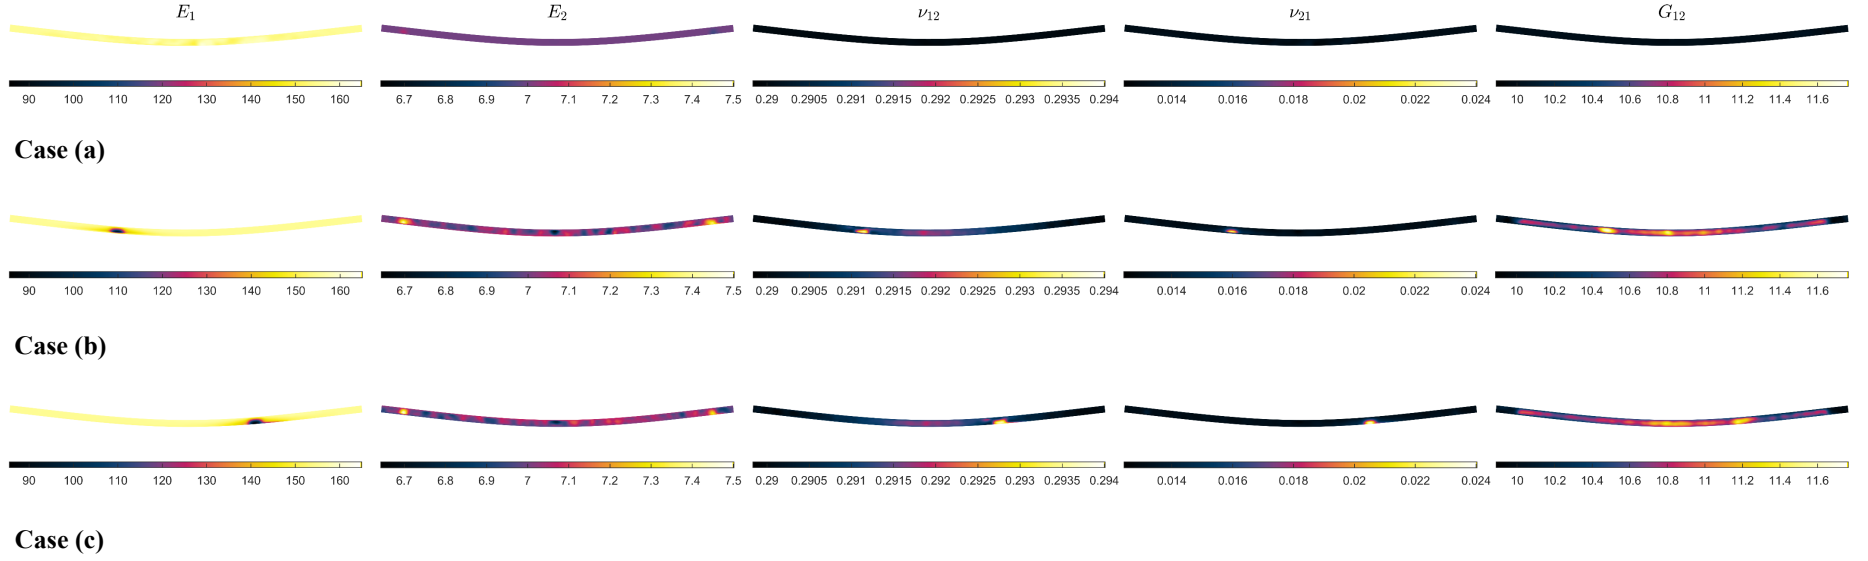 E₁ E₂ ν₁₂ ν₂₁ G₁₂
90 100 110 120 130 140 150 160 6.7 6.8 6.9 7 7.1 7.2 7.3 7.4 7.5 0.29 0.2905 0.291 0.2915 0.292 0.2925 0.293 0.2935 0.294 0.014 0.016 0.018 0.02 0.022 0.024 10 10.2 10.4 10.6 10.8 11 11.2 11.4 11.6
Case (a)
90 100 110 120 130 140 150 160 6.7 6.8 6.9 7 7.1 7.2 7.3 7.4 7.5 0.29 0.2905 0.291 0.2915 0.292 0.2925 0.293 0.2935 0.294 0.014 0.016 0.018 0.02 0.022 0.024 10 10.2 10.4 10.6 10.8 11 11.2 11.4 11.6
Case (b)
90 100 110 120 130 140 150 160 6.7 6.8 6.9 7 7.1 7.2 7.3 7.4 7.5 0.29 0.2905 0.291 0.2915 0.292 0.2925 0.293 0.2935 0.294 0.014 0.016 0.018 0.02 0.022 0.024 10 10.2 10.4 10.6 10.8 11 11.2 11.4 11.6
Case (c)